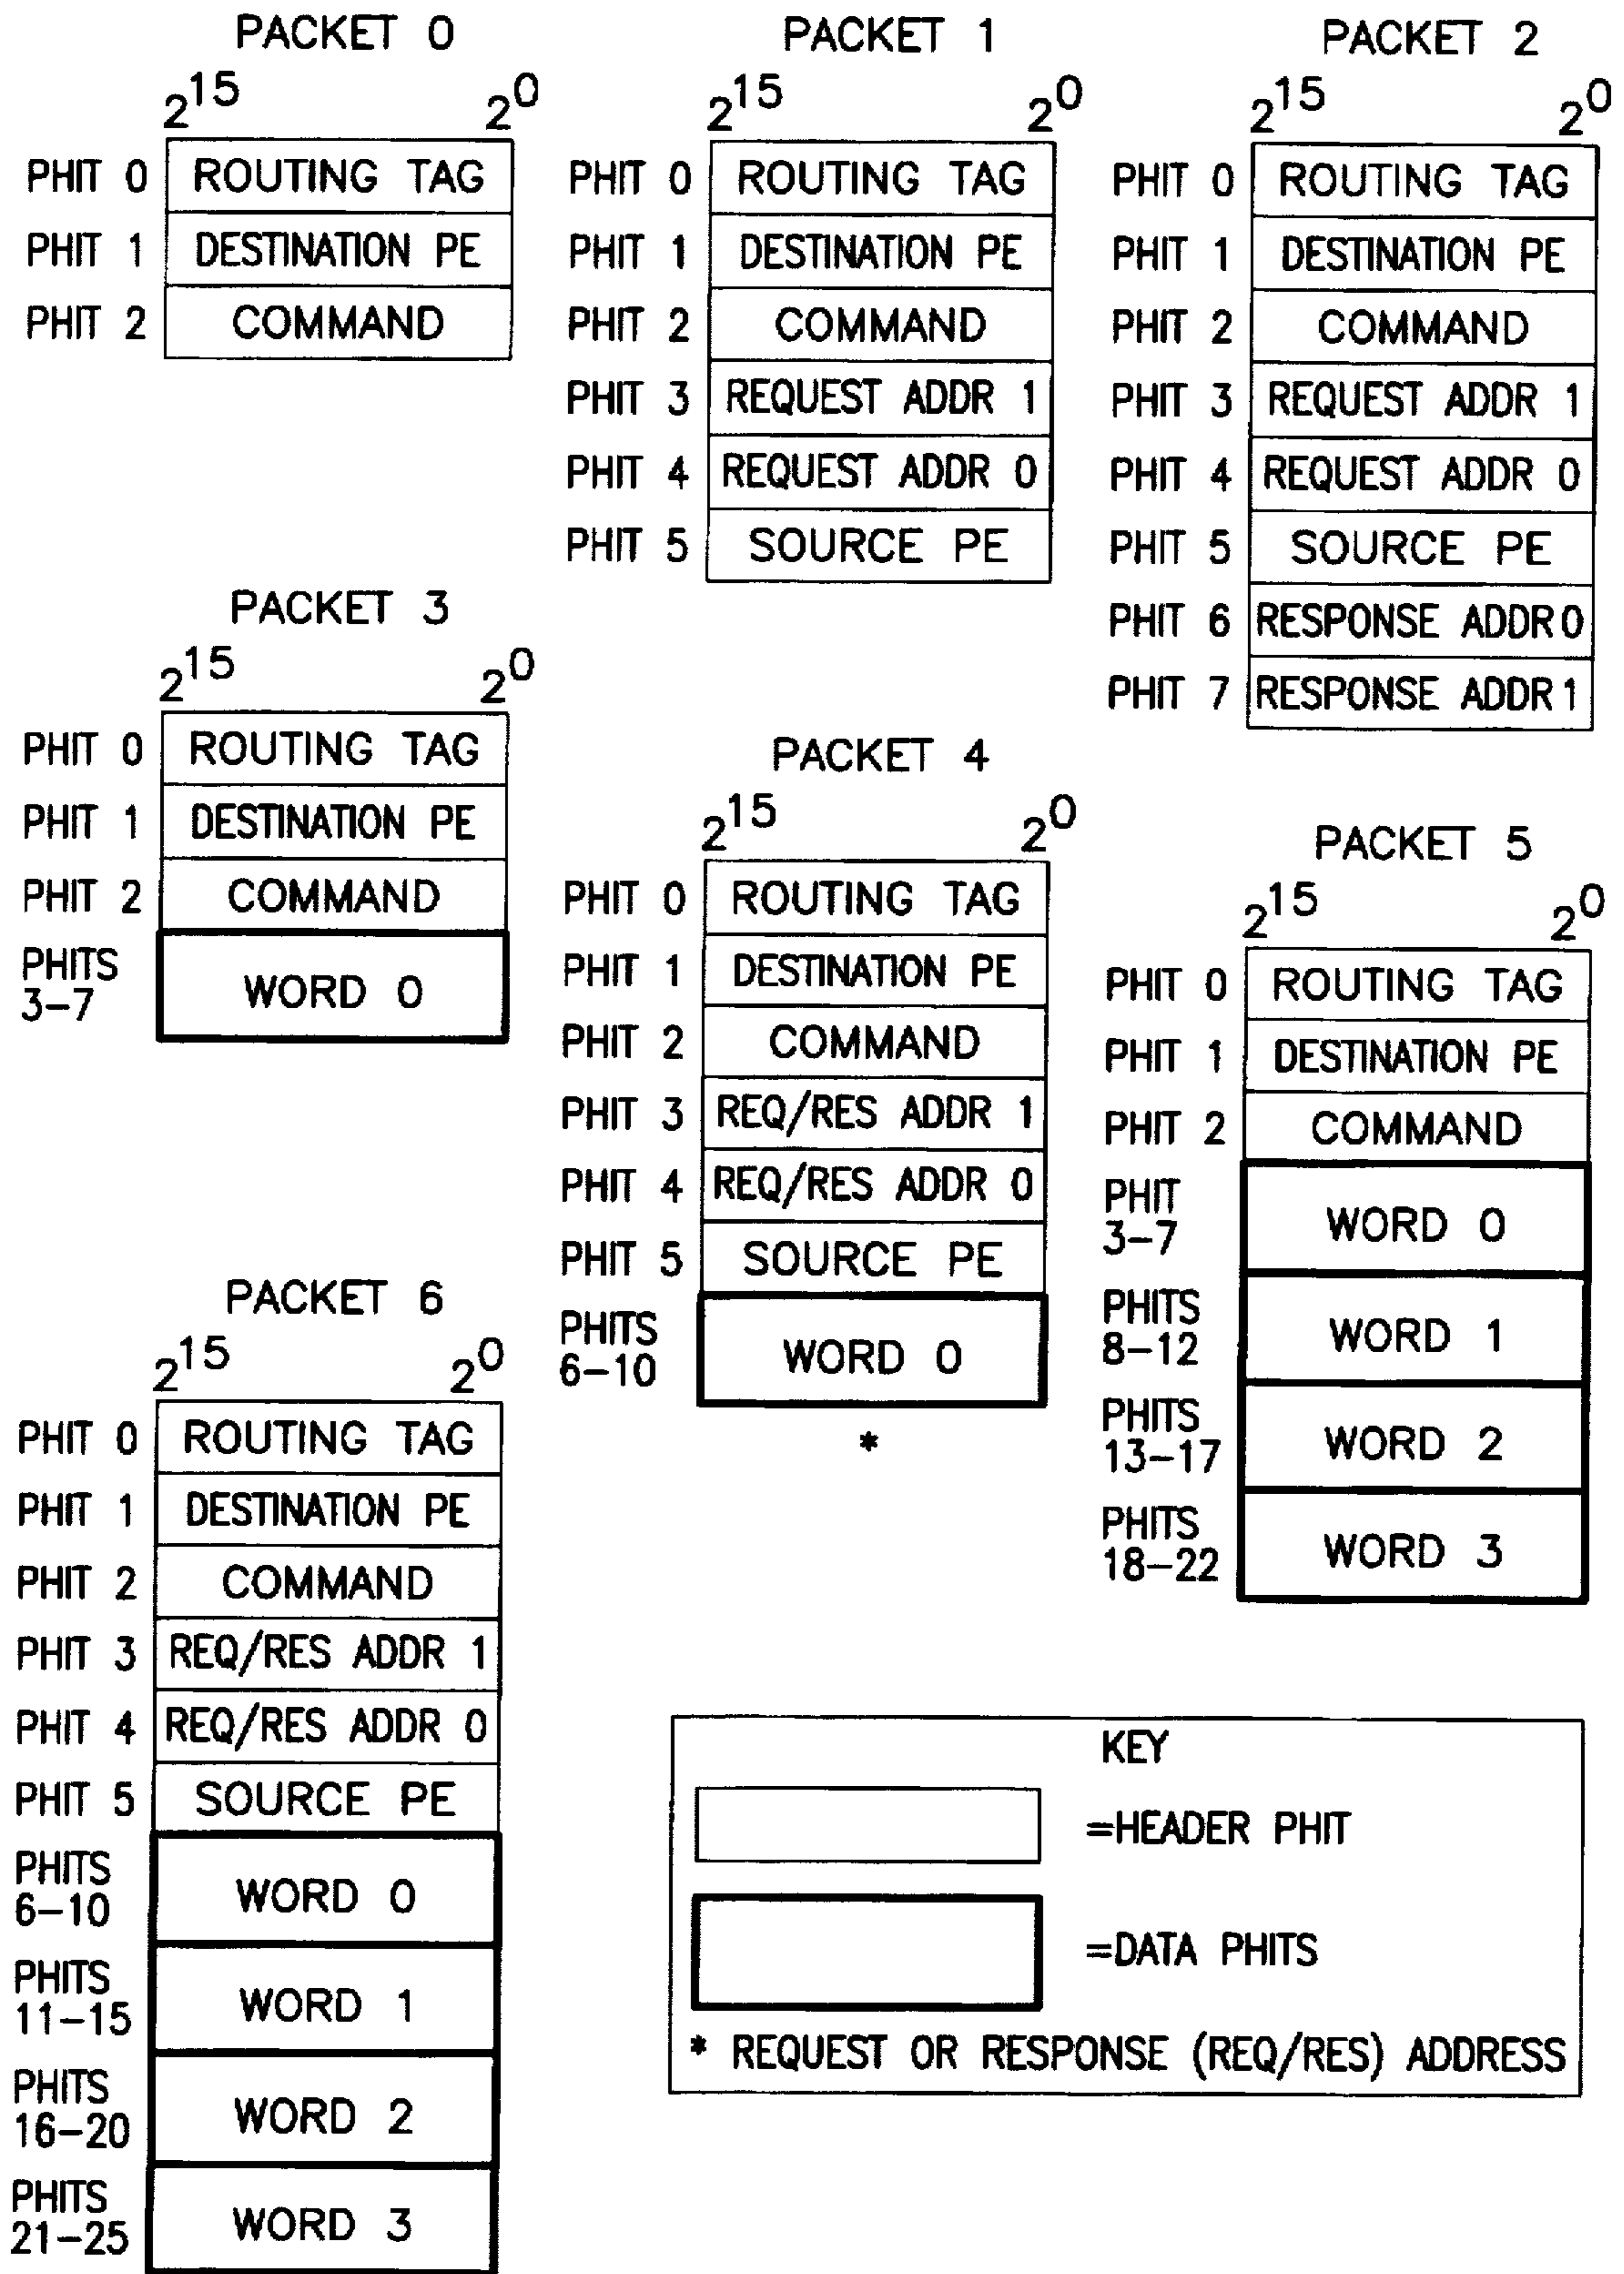 PACKET 0
2^15 2^0
PHIT 0 ROUTING TAG
PHIT 1 DESTINATION PE
PHIT 2 COMMAND
PACKET 1
2^15 2^0
PHIT 0 ROUTING TAG
PHIT 1 DESTINATION PE
PHIT 2 COMMAND
PHIT 3 REQUEST ADDR 1
PHIT 4 REQUEST ADDR 0
PHIT 5 SOURCE PE
PACKET 2
2^15 2^0
PHIT 0 ROUTING TAG
PHIT 1 DESTINATION PE
PHIT 2 COMMAND
PHIT 3 REQUEST ADDR 1
PHIT 4 REQUEST ADDR 0
PHIT 5 SOURCE PE
PHIT 6 RESPONSE ADDR 0
PHIT 7 RESPONSE ADDR 1
PACKET 3
2^15 2^0
PHIT 0 ROUTING TAG
PHIT 1 DESTINATION PE
PHIT 2 COMMAND
PHITS
3-7 WORD 0
PACKET 4
2^15 2^0
PHIT 0 ROUTING TAG
PHIT 1 DESTINATION PE
PHIT 2 COMMAND
PHIT 3 REQ/RES ADDR 1
PHIT 4 REQ/RES ADDR 0
PHIT 5 SOURCE PE
PHITS
6-10 WORD 0
*
PACKET 5
2^15 2^0
PHIT 0 ROUTING TAG
PHIT 1 DESTINATION PE
PHIT 2 COMMAND
PHIT
3-7 WORD 0
PHITS
8-12 WORD 1
PHITS
13-17 WORD 2
PHITS
18-22 WORD 3
PACKET 6
2^15 2^0
PHIT 0 ROUTING TAG
PHIT 1 DESTINATION PE
PHIT 2 COMMAND
PHIT 3 REQ/RES ADDR 1
PHIT 4 REQ/RES ADDR 0
PHIT 5 SOURCE PE
PHITS
6-10 WORD 0
PHITS
11-15 WORD 1
PHITS
16-20 WORD 2
PHITS
21-25 WORD 3
KEY
=HEADER PHIT
=DATA PHITS
* REQUEST OR RESPONSE (REQ/RES) ADDRESS